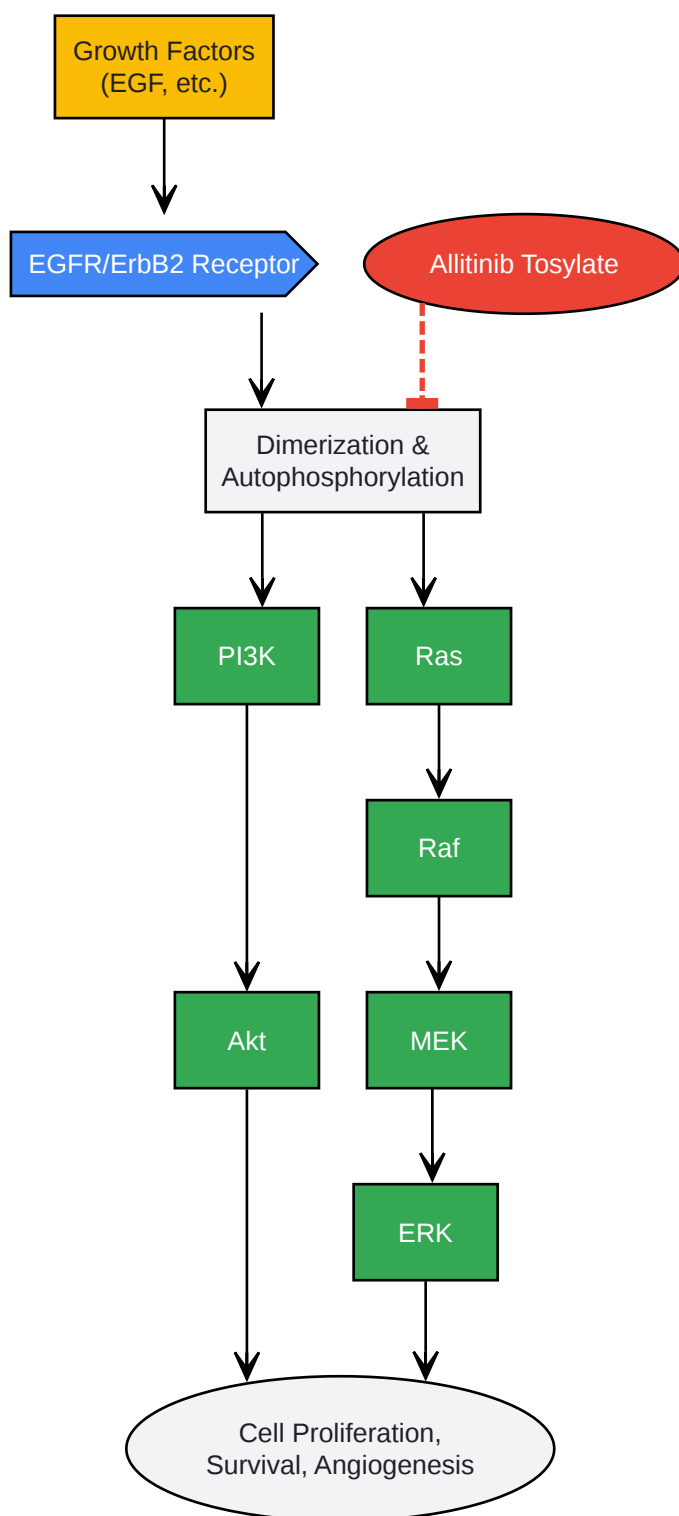 Growth Factors
(EGF, etc.)
EGFR/ErbB2 Receptor
Allitinib Tosylate
Dimerization &
Autophosphorylation
PI3K
Ras
Raf
Akt
MEK
ERK
Cell Proliferation,
Survival, Angiogenesis